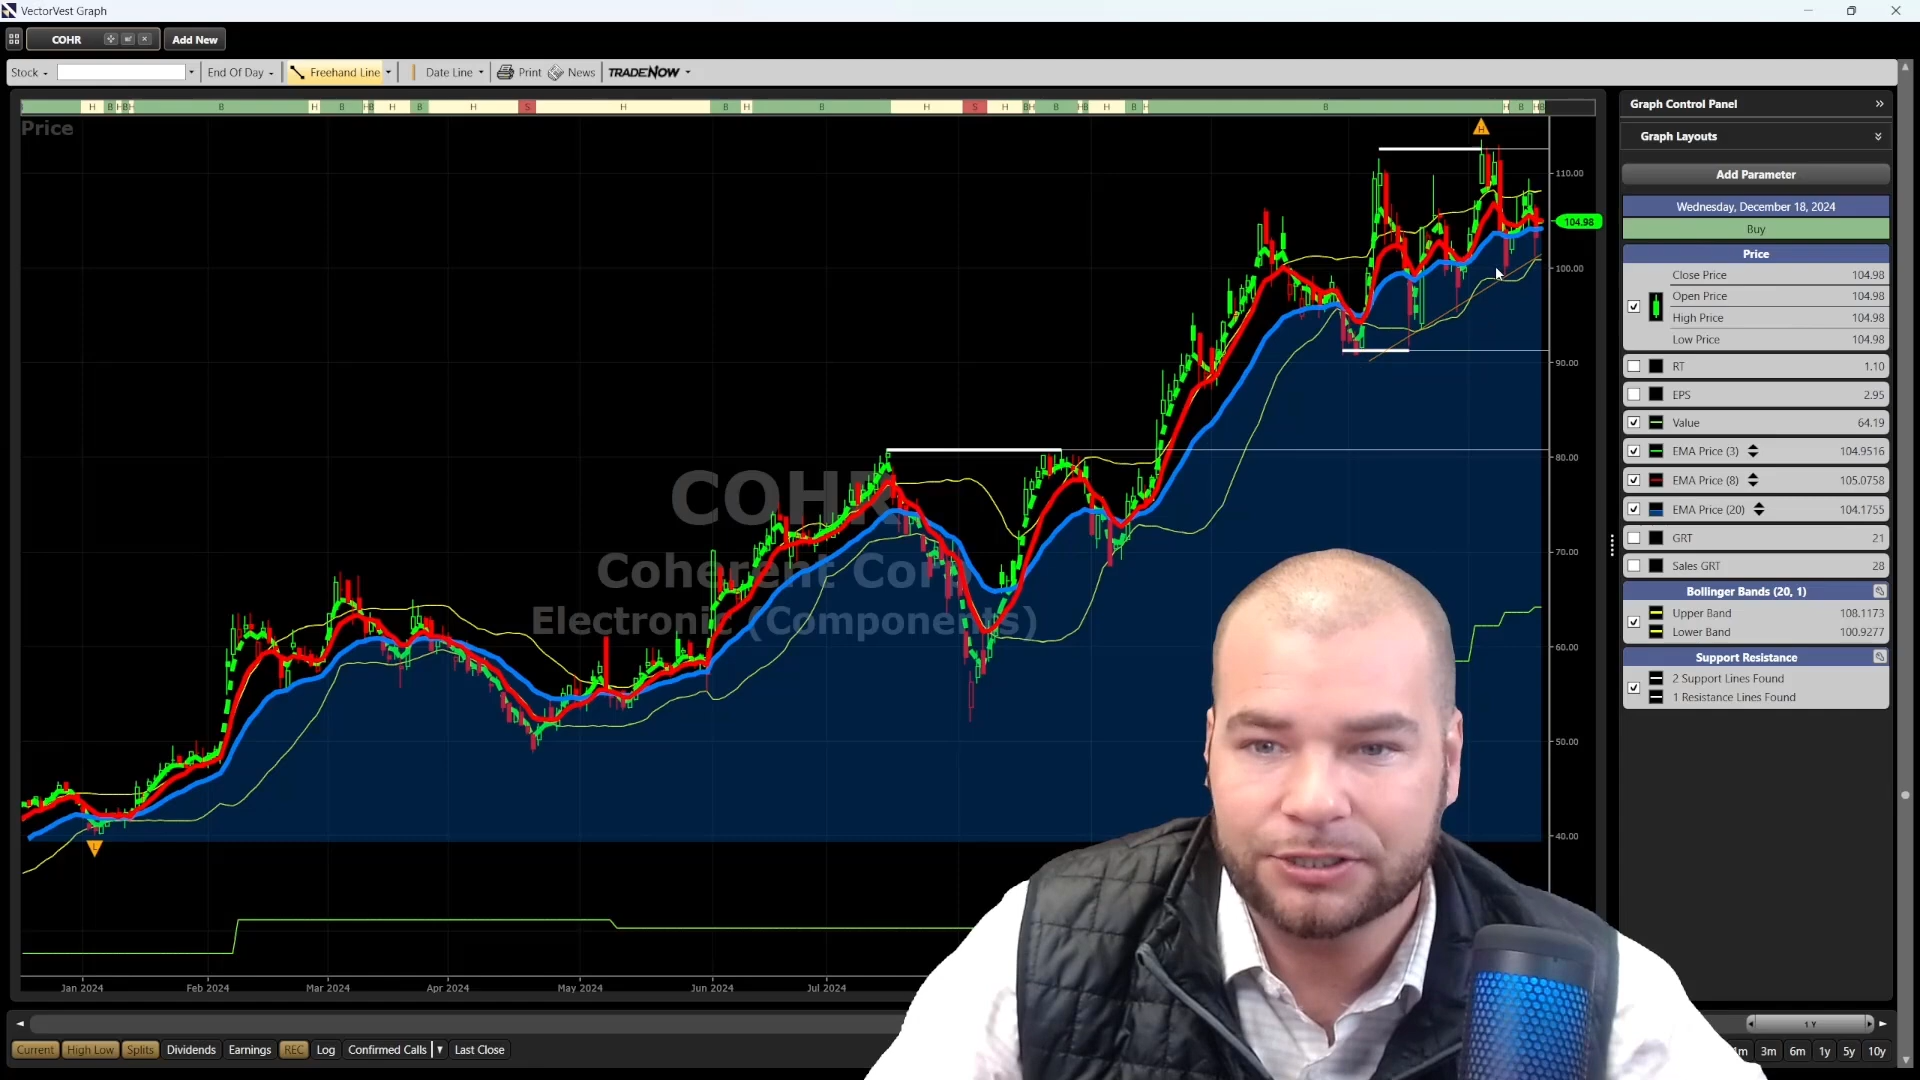 VectorVest Graph
COHR
Add New
Stock
End Of Day
Freehand Line
Date Line
Print
News
TRADENOW
H B H B H B H B H B H B H S H B H B H S H B H B H B H B H B H B H B
Price
H
110.00
104.98
100.00
90.00
80.00
70.00
60.00
50.00
40.00
COHR
Coherent Corp
Electronic (Components)
L
Jan 2024 Feb 2024 Mar 2024 Apr 2024 May 2024 Jun 2024 Jul 2024
Current High Low Splits Dividends Earnings REC Log Confirmed Calls Last Close
Graph Control Panel
Graph Layouts
Add Parameter
Wednesday, December 18, 2024
Buy
Price
Close Price 104.98
Open Price 104.98
High Price 104.98
Low Price 104.98
RT 1.10
EPS 2.95
Value 64.19
EMA Price (3) 104.9516
EMA Price (8) 105.0758
EMA Price (20) 104.1755
GRT 21
Sales GRT 28
Bollinger Bands (20, 1)
Upper Band 108.1173
Lower Band 100.9277
Support Resistance
2 Support Lines Found
1 Resistance Lines Found
1 Y
1m 3m 6m 1y 5y 10y